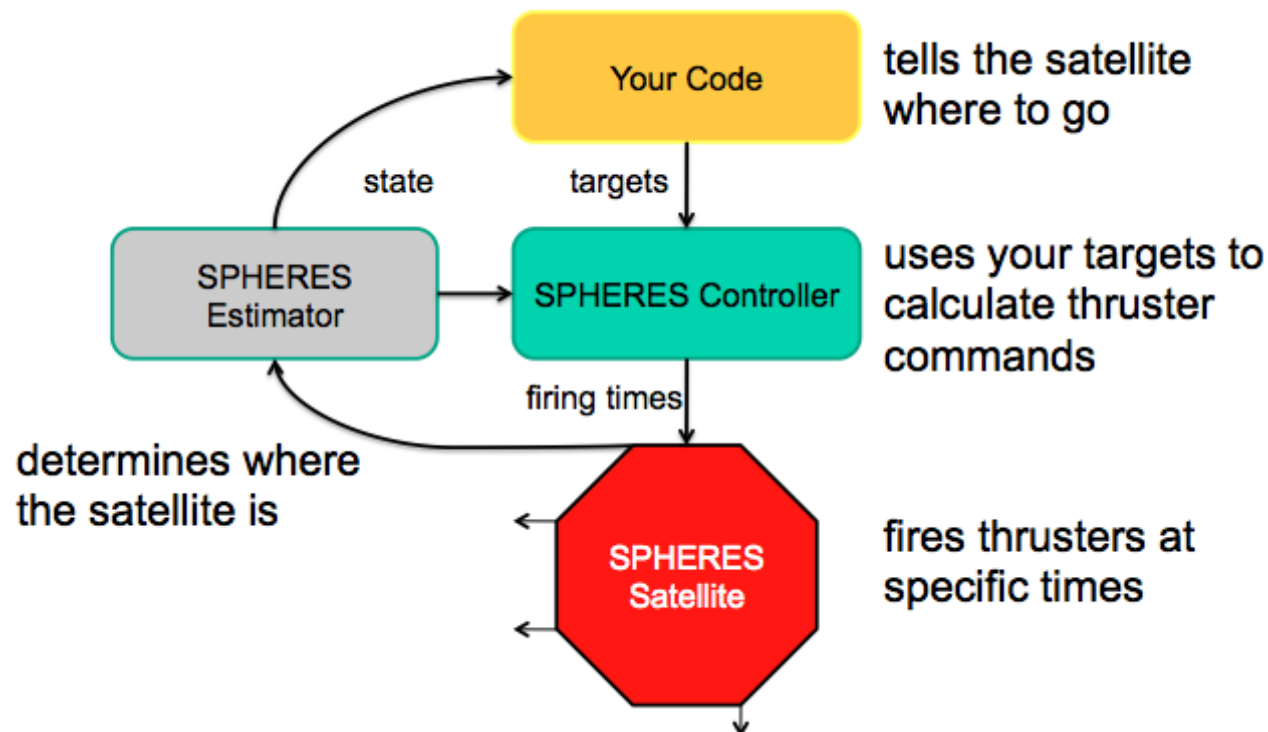 Your Code
tells the satellite
where to go
state
targets
SPHERES
Estimator
SPHERES Controller
uses your targets to
calculate thruster
commands
firing times
determines where
the satellite is
SPHERES
Satellite
fires thrusters at
specific times